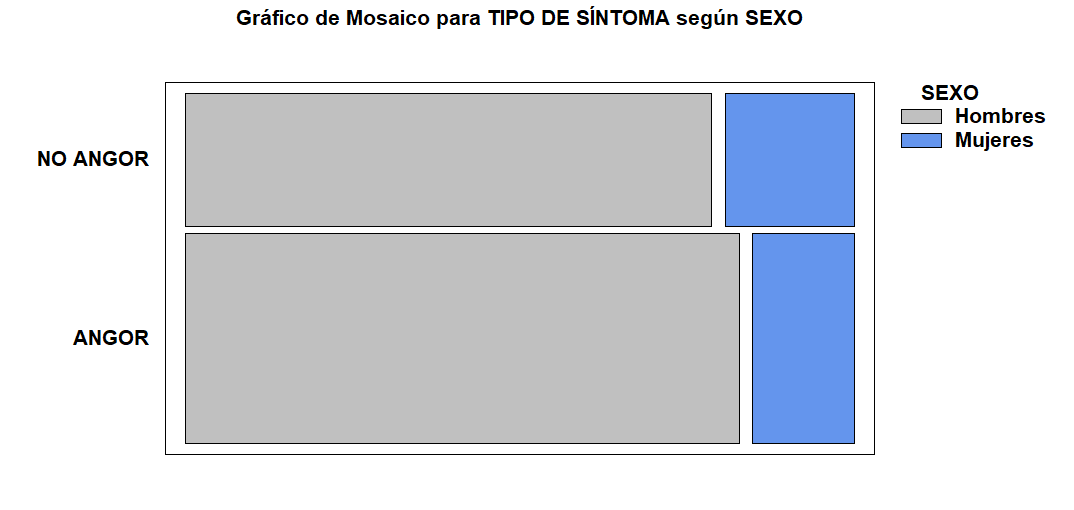 Gráfico de Mosaico para TIPO DE SÍNTOMA según SEXO
SEXO
Hombres
Mujeres
NO ANGOR
ANGOR